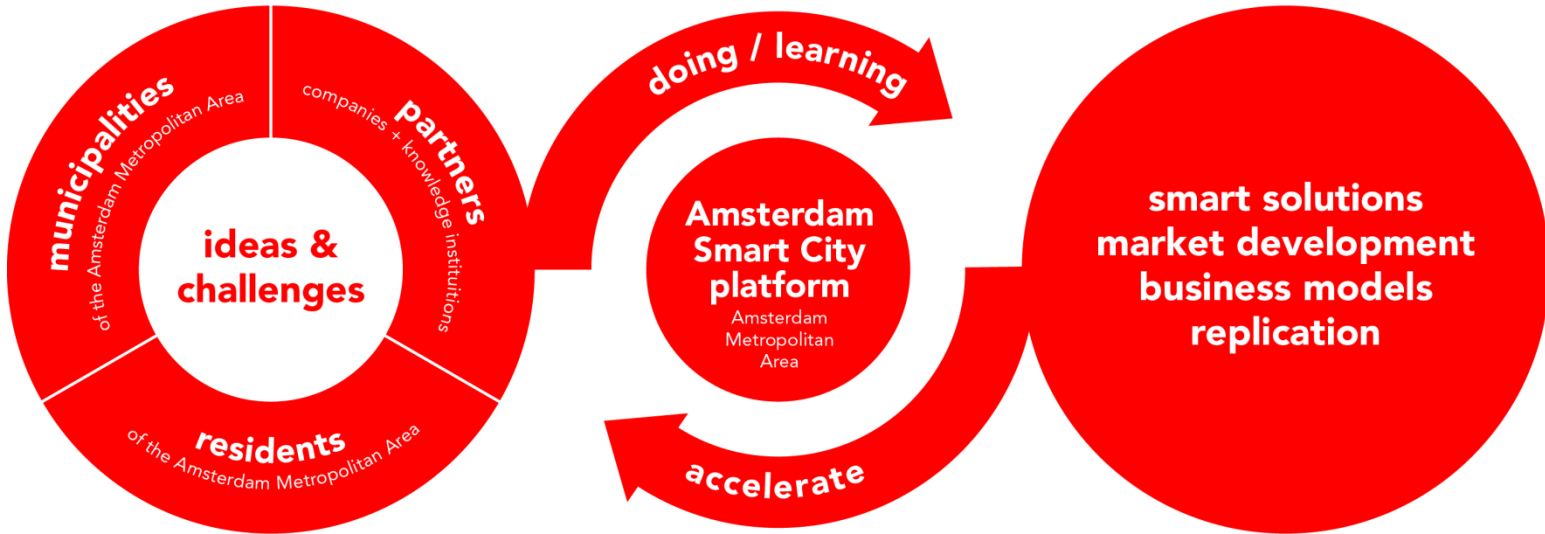 municipalities
of the Amsterdam Metropolitan Area
partners
companies + knowledge instituitions
residents
of the Amsterdam Metropolitan Area
ideas &
challenges
doing / learning
Amsterdam
Smart City
platform
Amsterdam
Metropolitan
Area
accelerate
smart solutions
market development
business models
replication